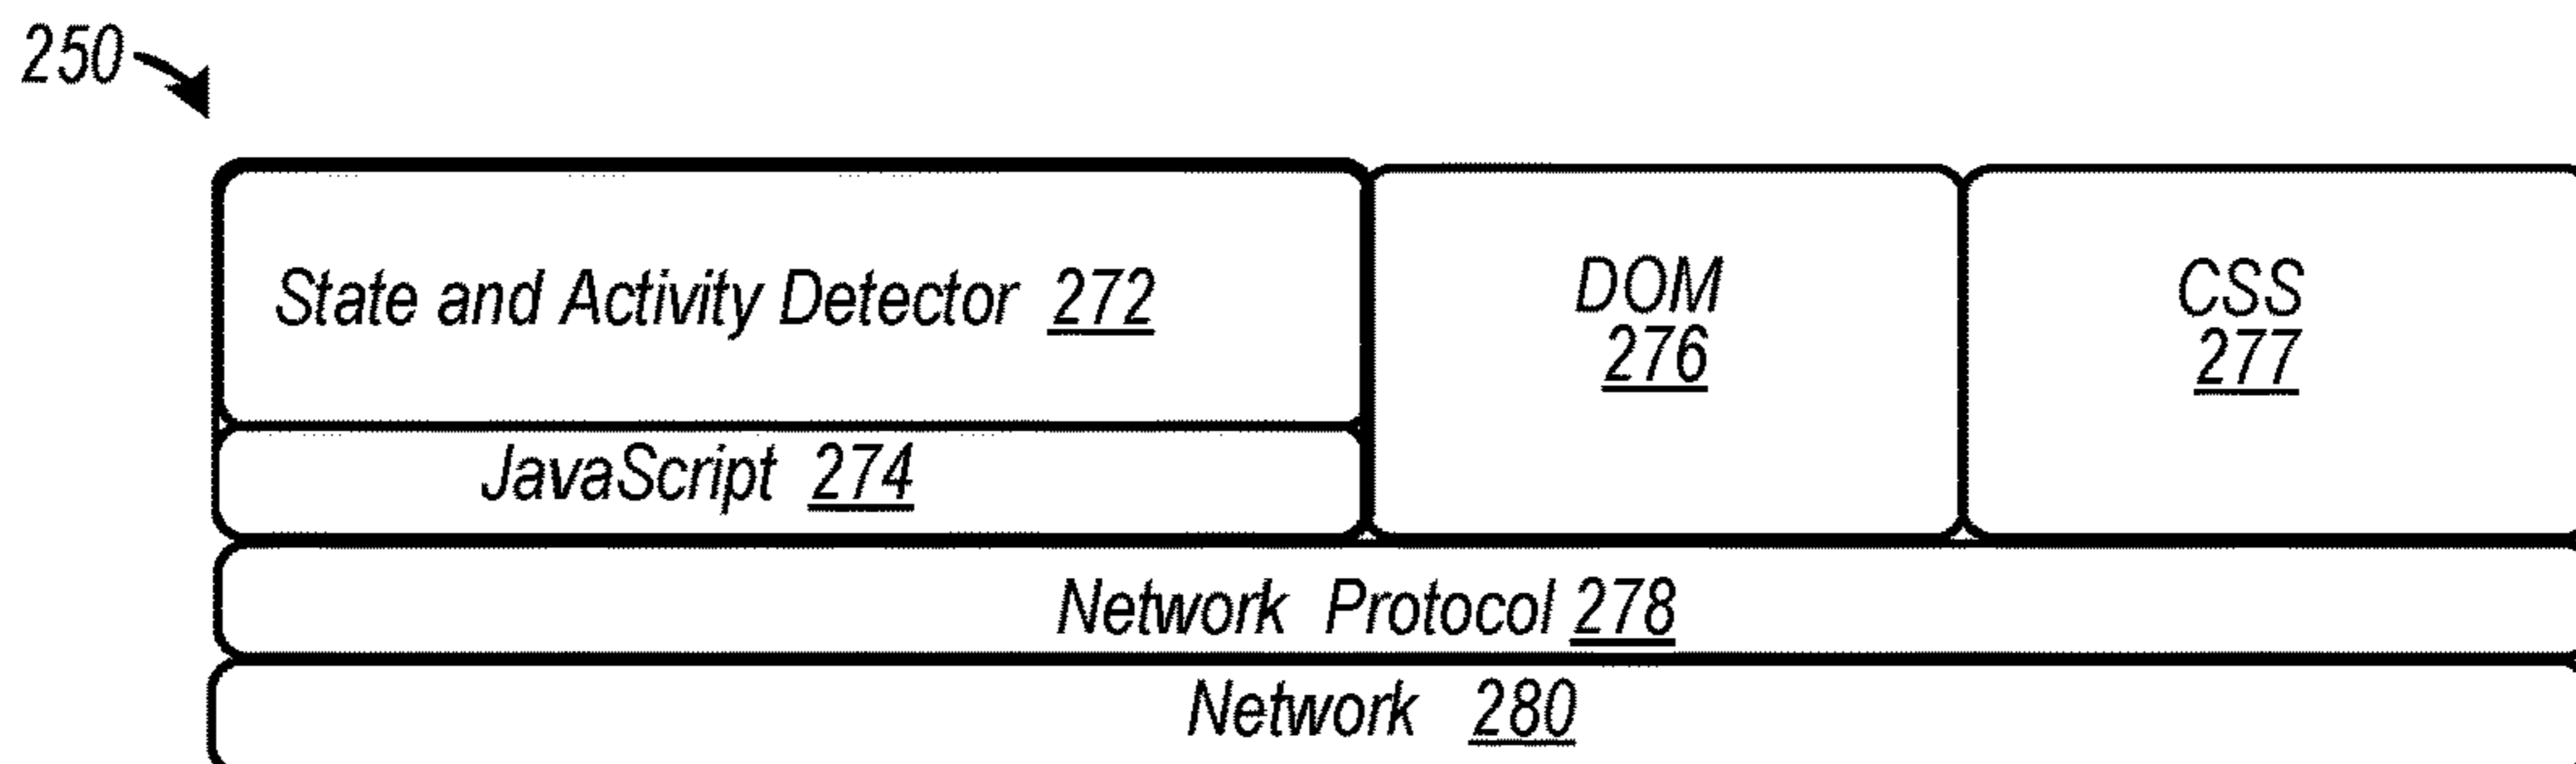 250
State and Activity Detector 272
DOM
276
CSS
277
JavaScript 274
Network Protocol 278
Network 280